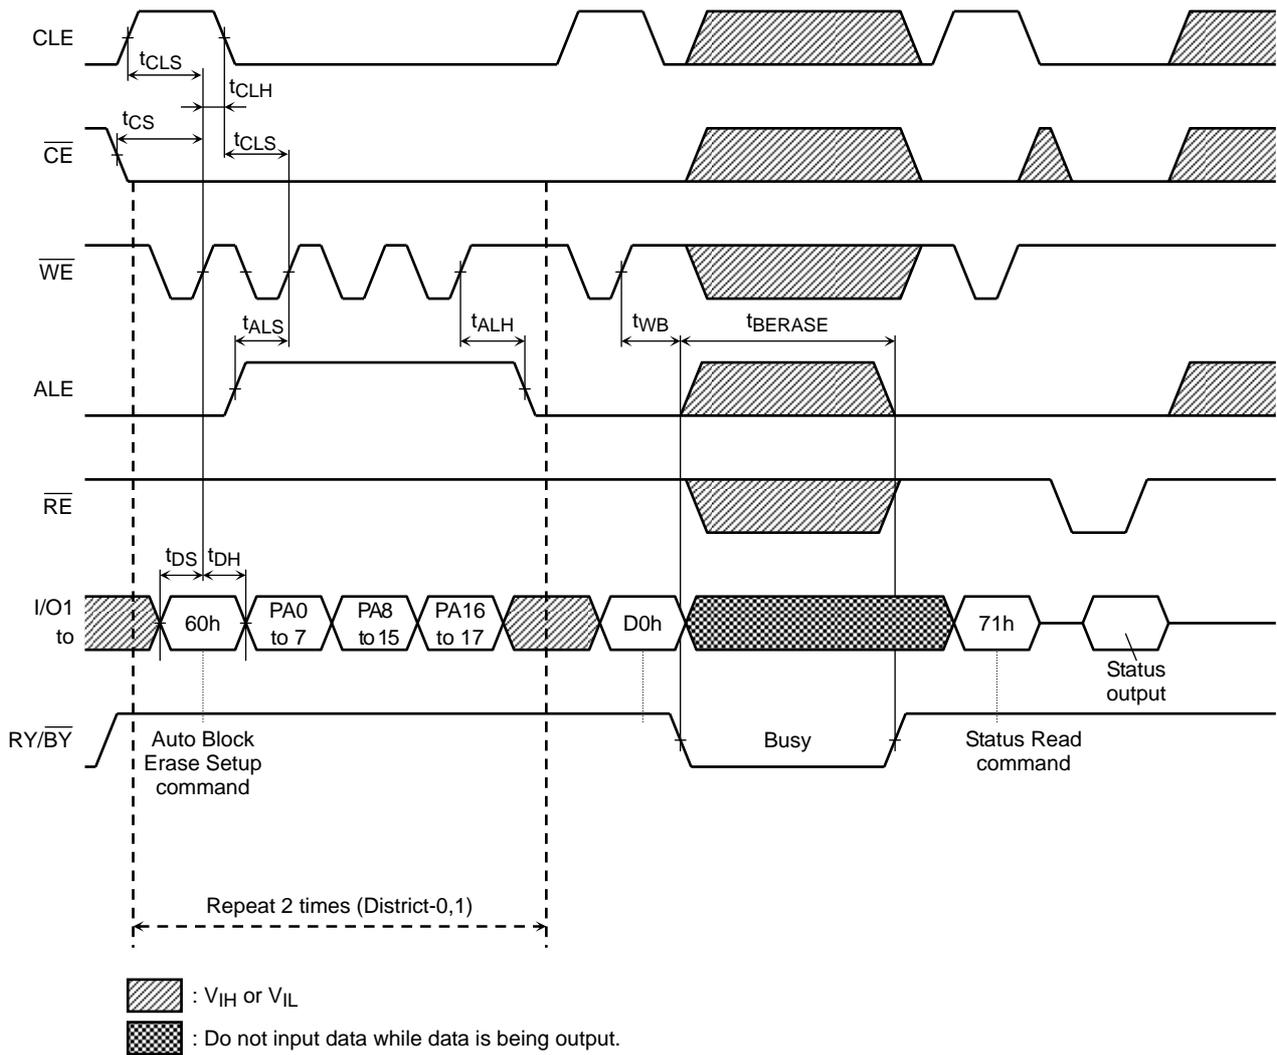 CLE
tCLS
tCLH
tCS
tCLS
CE
WE
tALS
tALH
tWB
tBERASE
ALE
RE
tDS
tDH
I/O1
to
60h
PA0
to 7
PA8
to 15
PA16
to 17
D0h
71h
Status
output
RY/BY
Auto Block
Erase Setup
command
Busy
Status Read
command
Repeat 2 times (District-0,1)
: VIH or VIL
: Do not input data while data is being output.